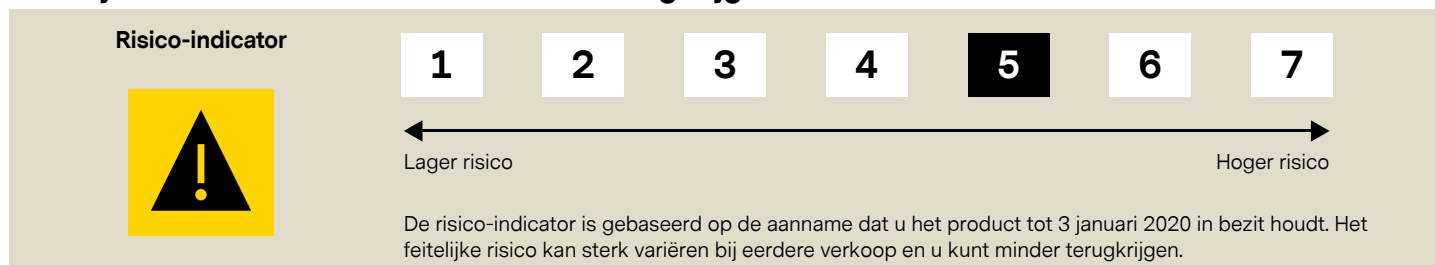 Risico-indicator
1 2 3 4 5 6 7
Lager risico Hoger risico
De risico-indicator is gebaseerd op de aanname dat u het product tot 3 januari 2020 in bezit houdt. Het
feitelijke risico kan sterk variëren bij eerdere verkoop en u kunt minder terugkrijgen.